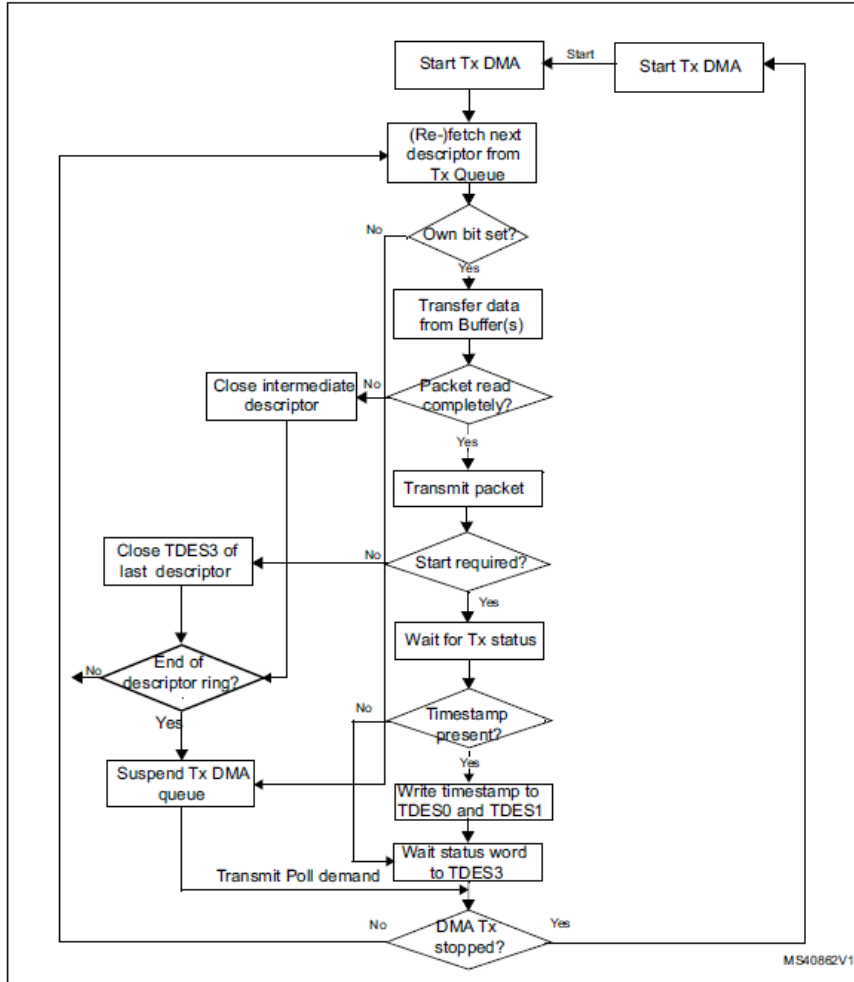 Start Tx DMA
Start
Start Tx DMA
(Re-)fetch next
descriptor from
Tx Queue
No
Own bit set?
Yes
Transfer data
from Buffer(s)
Close intermediate
descriptor
No
Packet read
completely?
Yes
Transmit packet
Close TDES3 of
last descriptor
No
Start required?
Yes
Wait for Tx status
No
End of
descriptor ring?
Yes
No
Timestamp
present?
Yes
Suspend Tx DMA
queue
Write timestamp to
TDES0 and TDES1
Wait status word
to TDES3
Transmit Poll demand
No
DMA Tx
stopped?
Yes
MS40862V1